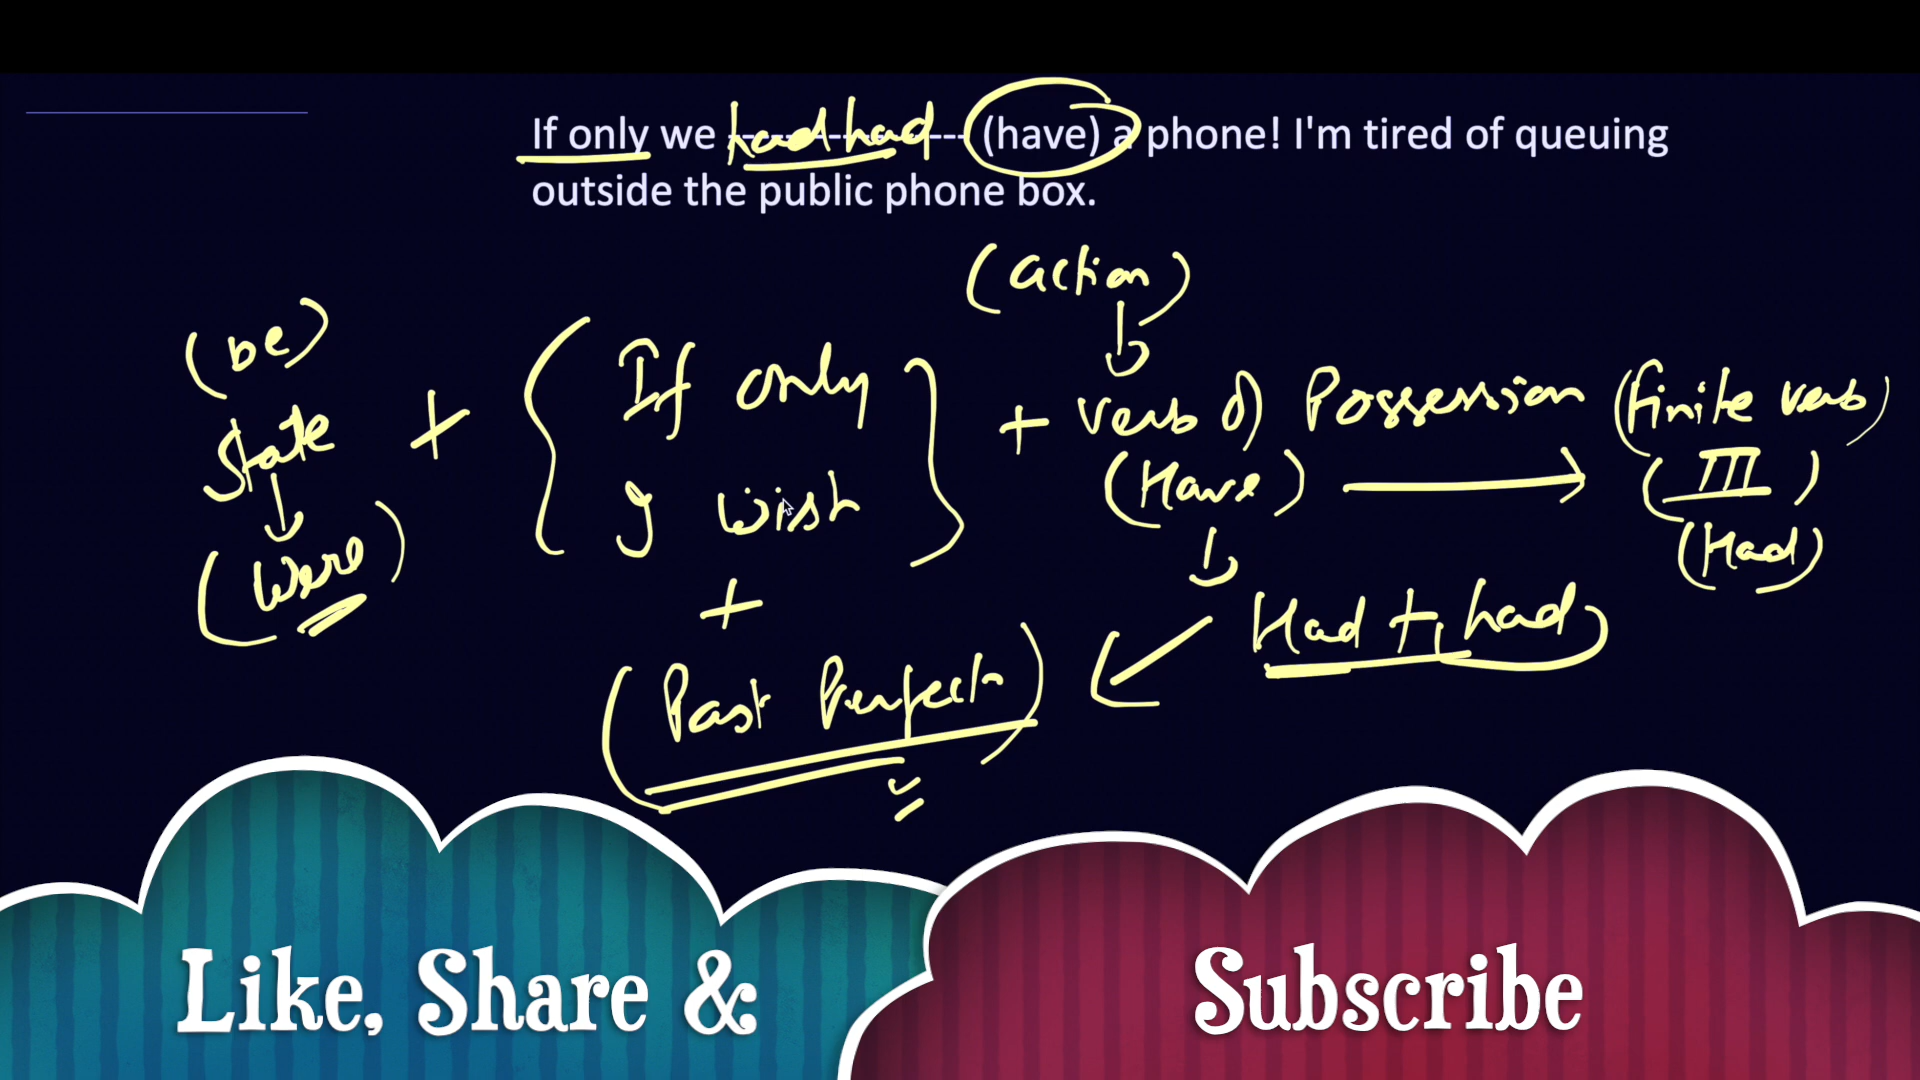 If only we had had (have) a phone! I'm tired of queuing
outside the public phone box.
(action)
(be)
State + { If only } + verb of Possession (finite verb)
I wish
(Have) → (III)
(Were)
(Had)
+
Had + had
(Past Perfect)
Like, Share &
Subscribe